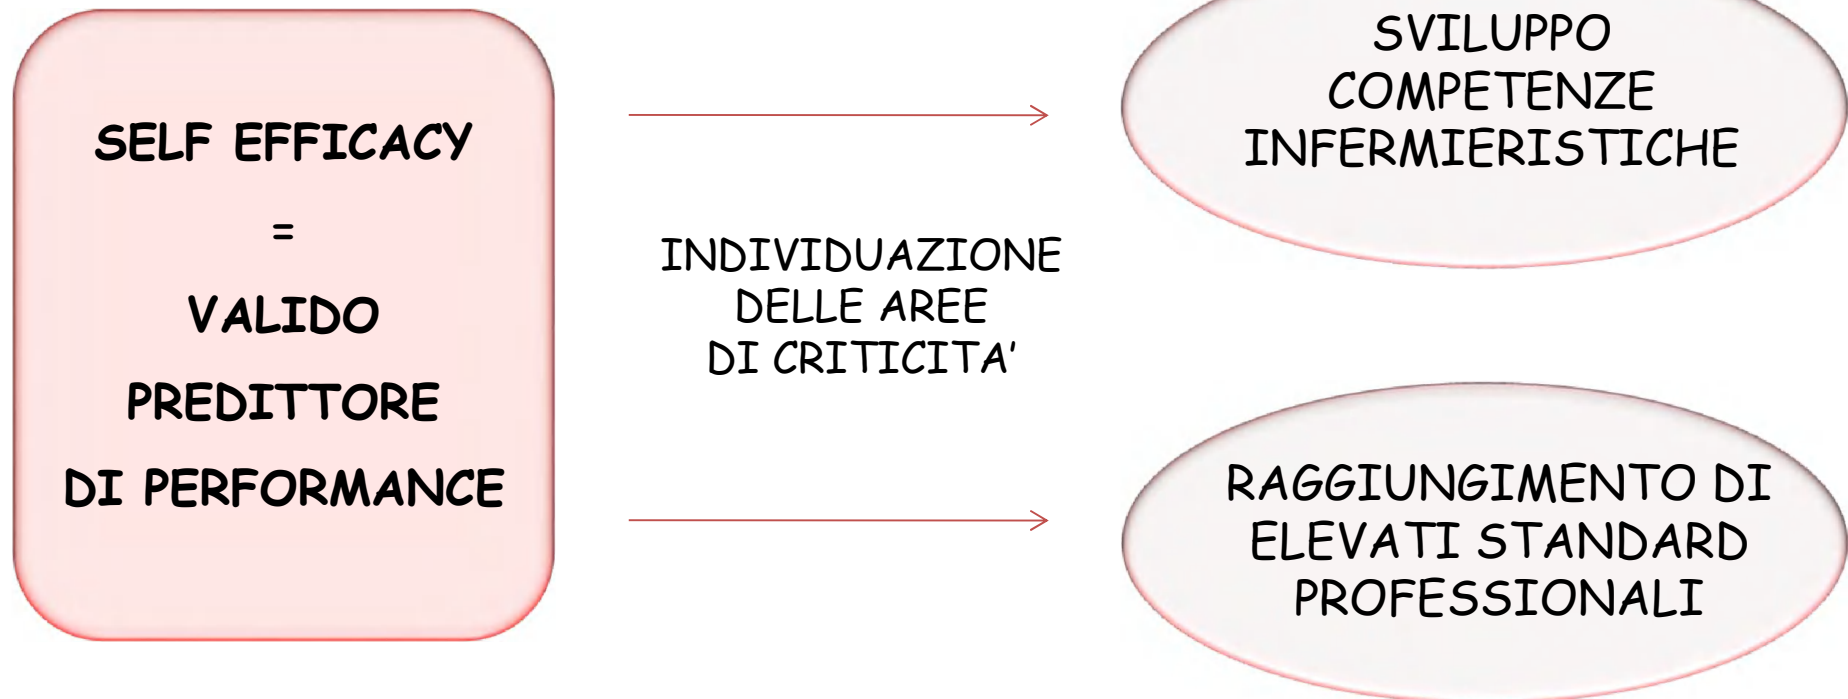 SELF EFFICACY
=
VALIDO
PREDITTORE
DI PERFORMANCE
INDIVIDUAZIONE
DELLE AREE
DI CRITICITA'
SVILUPPO
COMPETENZE
INFERMIERISTICHE
RAGGIUNGIMENTO DI
ELEVATI STANDARD
PROFESSIONALI